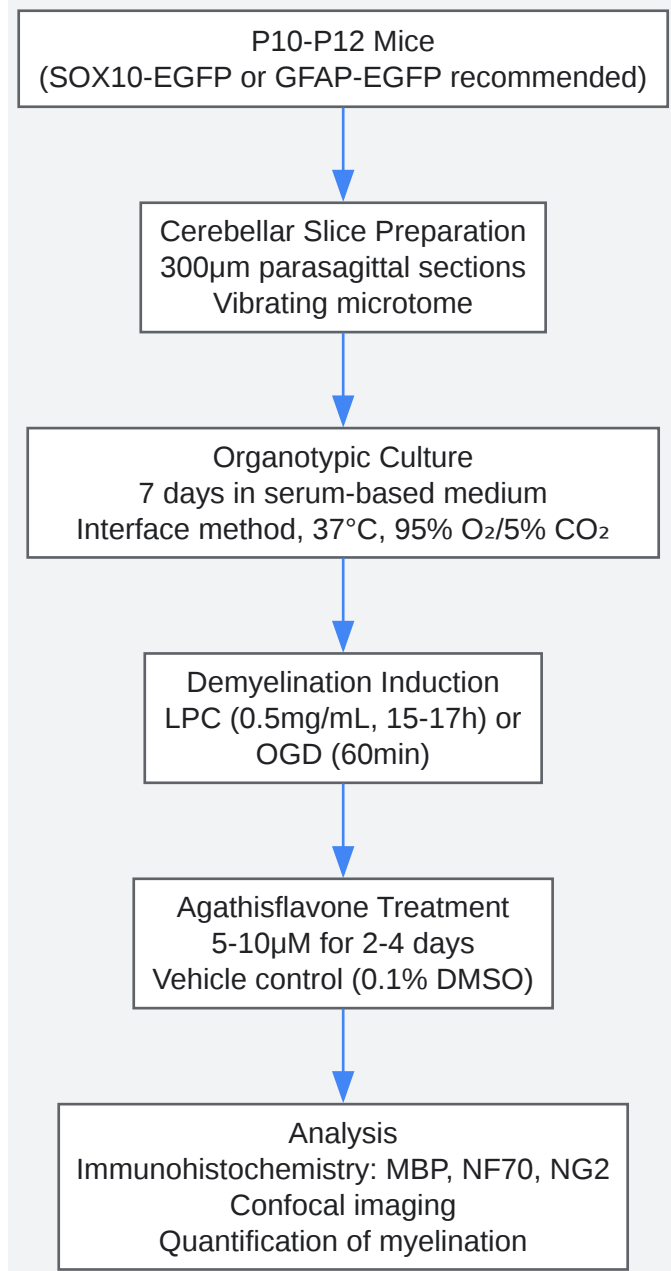 P10-P12 Mice
(SOX10-EGFP or GFAP-EGFP recommended)
Cerebellar Slice Preparation
300μm parasagittal sections
Vibrating microtome
Organotypic Culture
7 days in serum-based medium
Interface method, 37°C, 95% O₂/5% CO₂
Demyelination Induction
LPC (0.5mg/mL, 15-17h) or
OGD (60min)
Agathisflavone Treatment
5-10μM for 2-4 days
Vehicle control (0.1% DMSO)
Analysis
Immunohistochemistry: MBP, NF70, NG2
Confocal imaging
Quantification of myelination